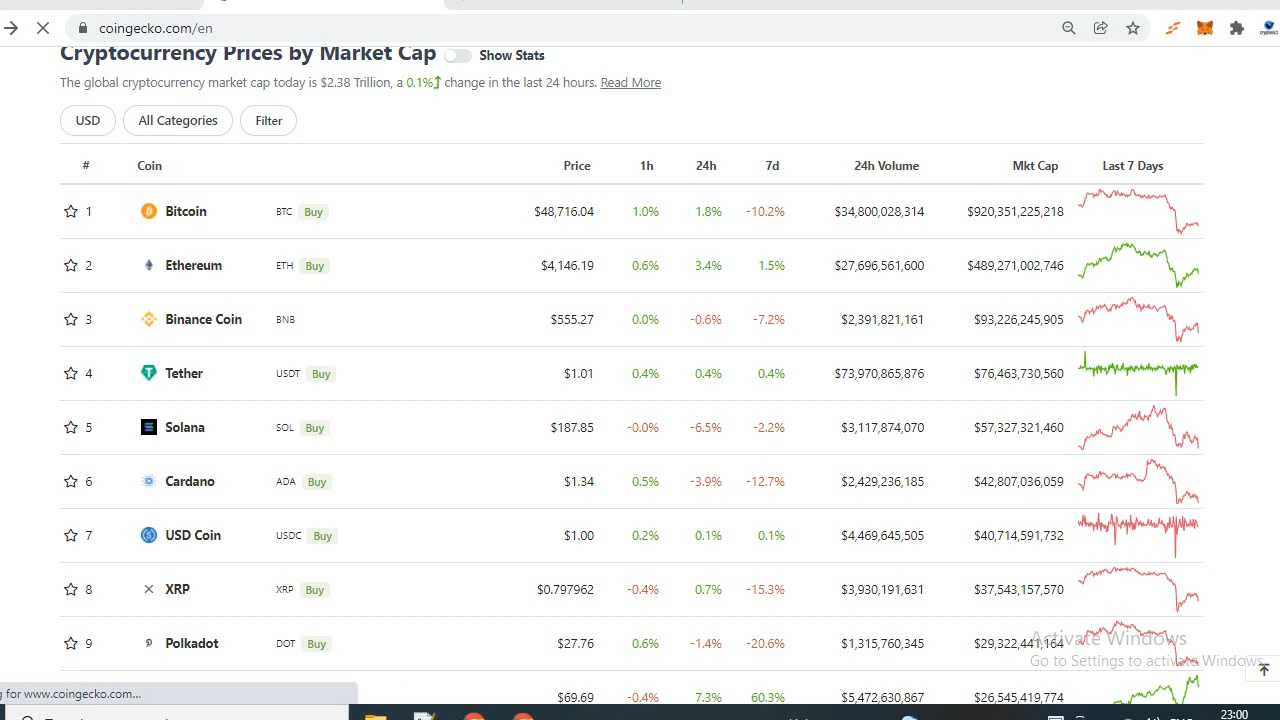 coingecko.com/en
Cryptocurrency Prices by Market Cap Show Stats
The global cryptocurrency market cap today is $2.38 Trillion, a 0.1% change in the last 24 hours. Read More
USD All Categories Filter
# Coin Price 1h 24h 7d 24h Volume Mkt Cap Last 7 Days
1 Bitcoin BTC Buy $48,716.04 1.0% 1.8% -10.2% $34,800,028,314 $920,351,225,218
2 Ethereum ETH Buy $4,146.19 0.6% 3.4% 1.5% $27,696,561,600 $489,271,002,746
3 Binance Coin BNB $555.27 0.0% -0.6% -7.2% $2,391,821,161 $93,226,245,905
4 Tether USDT Buy $1.01 0.4% 0.4% 0.4% $73,970,865,876 $76,463,730,560
5 Solana SOL Buy $187.85 -0.0% -6.5% -2.2% $3,117,874,070 $57,327,321,460
6 Cardano ADA Buy $1.34 0.5% -3.9% -12.7% $2,429,236,185 $42,807,036,059
7 USD Coin USDC Buy $1.00 0.2% 0.1% 0.1% $4,469,645,505 $40,714,591,732
8 XRP XRP Buy $0.797962 -0.4% 0.7% -15.3% $3,930,191,631 $37,543,157,570
9 Polkadot DOT Buy $27.76 0.6% -1.4% -20.6% $1,315,760,345 $29,322,441,164
Activate Windows
Go to Settings to activate Windows.
g for www.coingecko.com...
$69.69 -0.4% 7.3% 60.3% $5,472,630,867 $26,545,419,774
23:00